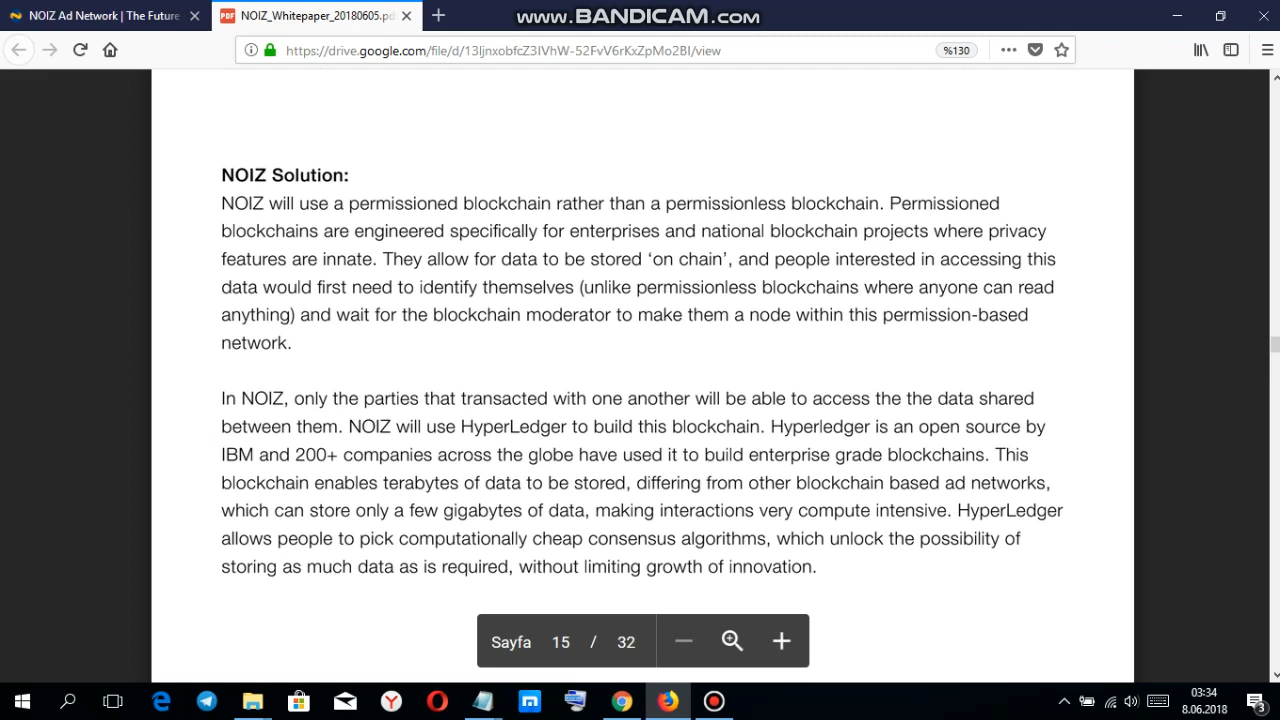 www.BANDICAM.com
NOIZ Ad Network | The Future
NOIZ_Whitepaper_20180605.pd
https://drive.google.com/file/d/13ljnxobfcZ3IVhW-52FvV6rKxZpMo2BI/view
%130
NOIZ Solution:
NOIZ will use a permissioned blockchain rather than a permissionless blockchain. Permissioned
blockchains are engineered specifically for enterprises and national blockchain projects where privacy
features are innate. They allow for data to be stored ‘on chain’, and people interested in accessing this
data would first need to identify themselves (unlike permissionless blockchains where anyone can read
anything) and wait for the blockchain moderator to make them a node within this permission-based
network.
In NOIZ, only the parties that transacted with one another will be able to access the the data shared
between them. NOIZ will use HyperLedger to build this blockchain. Hyperledger is an open source by
IBM and 200+ companies across the globe have used it to build enterprise grade blockchains. This
blockchain enables terabytes of data to be stored, differing from other blockchain based ad networks,
which can store only a few gigabytes of data, making interactions very compute intensive. HyperLedger
allows people to pick computationally cheap consensus algorithms, which unlock the possibility of
storing as much data as is required, without limiting growth of innovation.
Sayfa 15 / 32
03:34
8.06.2018
3